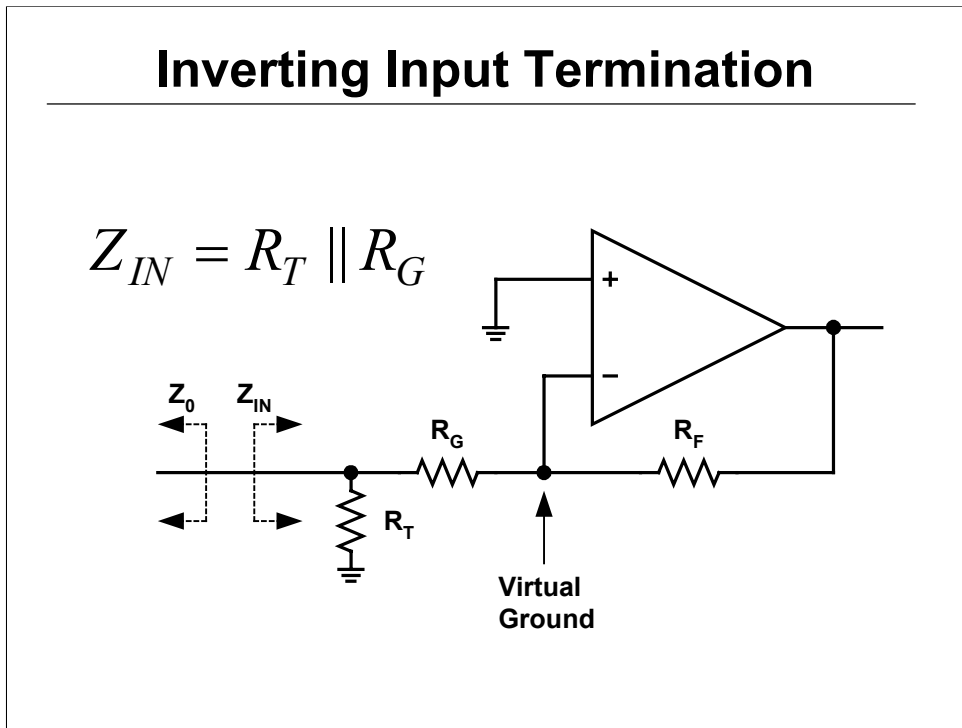 Inverting Input Termination
Z_IN = R_T || R_G
+
−
Z_0 Z_IN
R_G R_F
R_T
Virtual
Ground